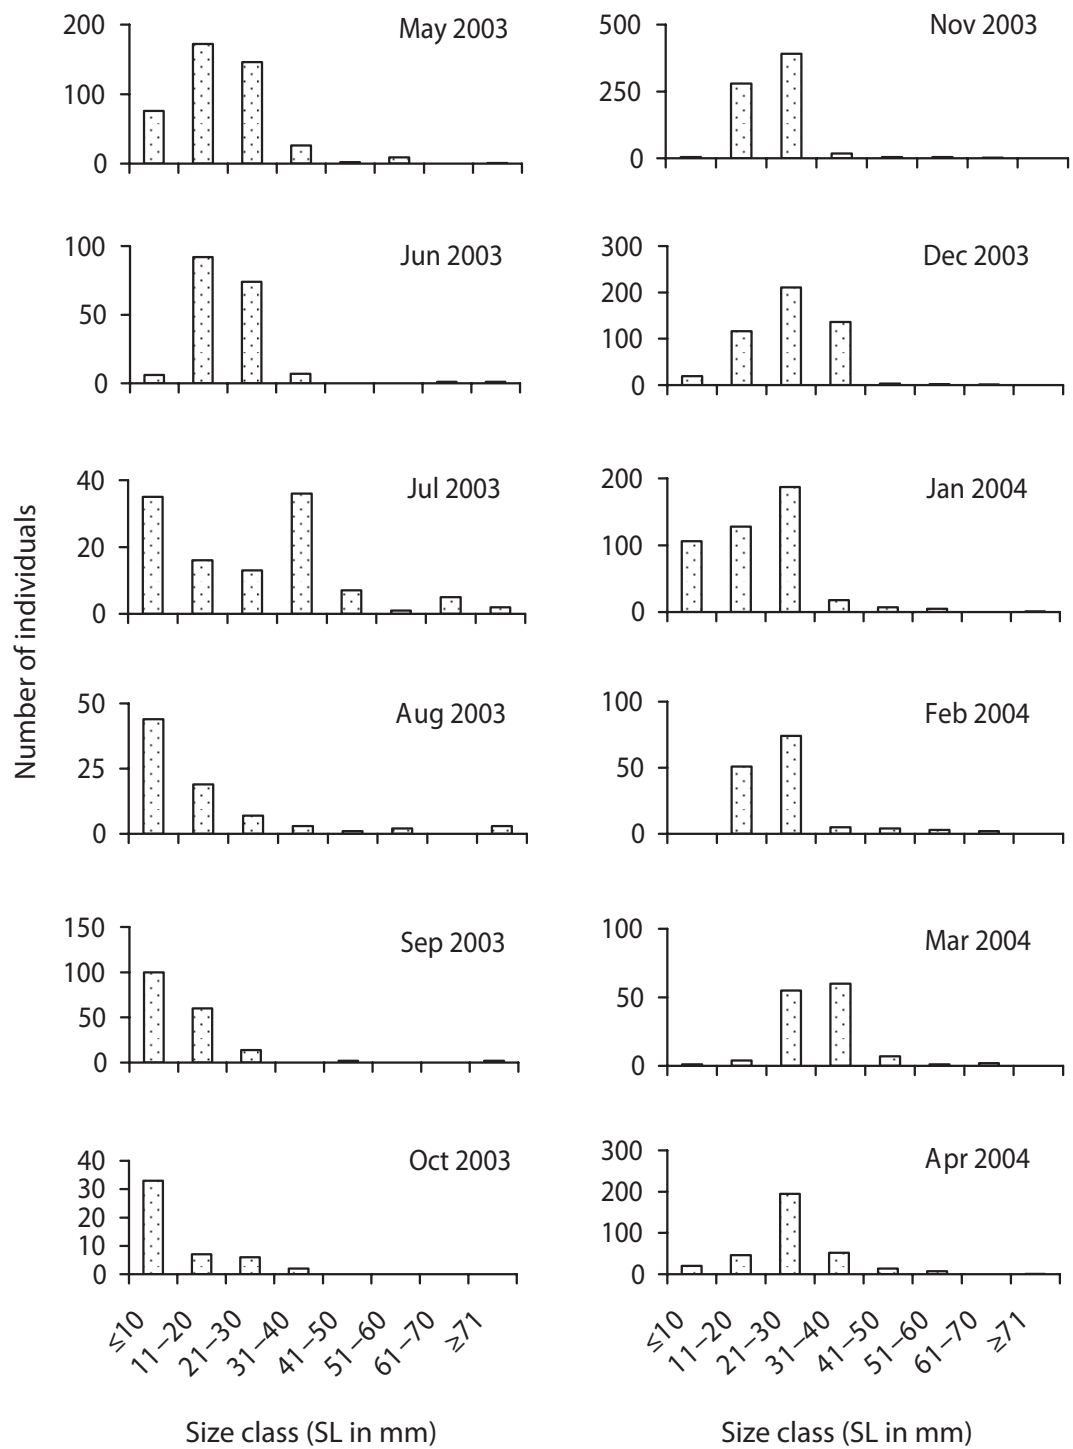 May 2003
200
100
0
Nov 2003
500
250
0
Jun 2003
100
50
0
Dec 2003
300
200
100
0
Number of individuals
Jul 2003
40
20
0
Jan 2004
200
100
0
Aug 2003
50
25
0
Feb 2004
100
50
0
Sep 2003
150
100
50
0
Mar 2004
100
50
0
Oct 2003
40
30
20
10
0
Apr 2004
300
200
100
0
≤10 11–20 21–30 31–40 41–50 51–60 61–70 ≥71
≤10 11–20 21–30 31–40 41–50 51–60 61–70 ≥71
Size class (SL in mm)
Size class (SL in mm)